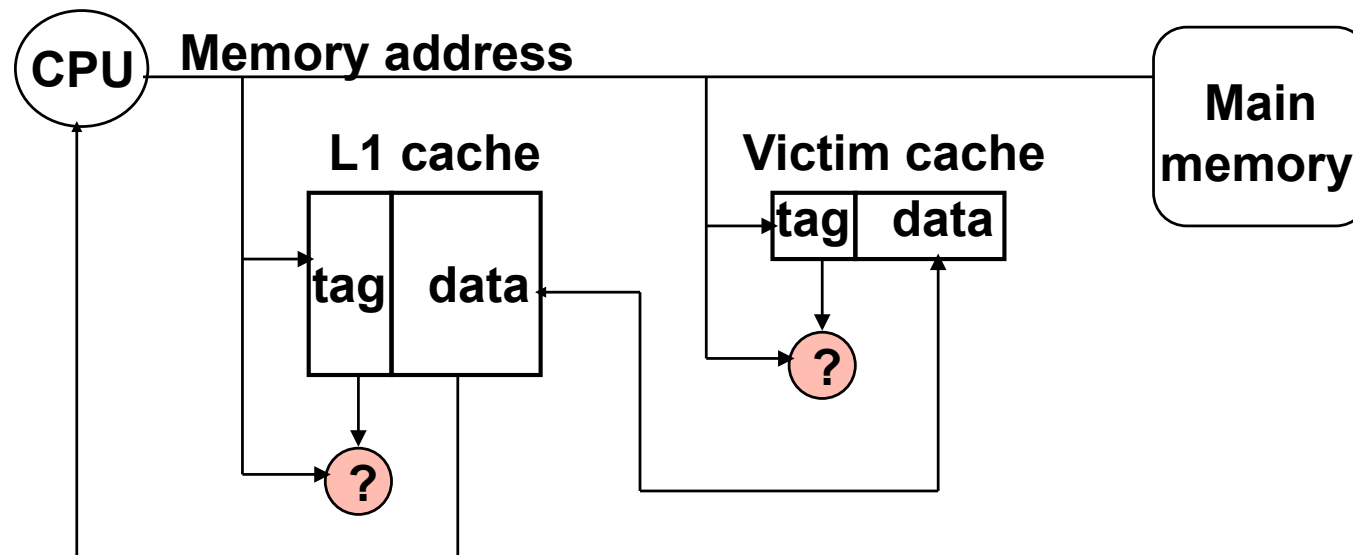 CPU
Memory address
Main
memory
L1 cache
Victim cache
tag
data
tag
data
?
?